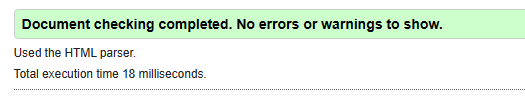 Document checking completed. No errors or warnings to show.
Used the HTML parser.
Total execution time 18 milliseconds.